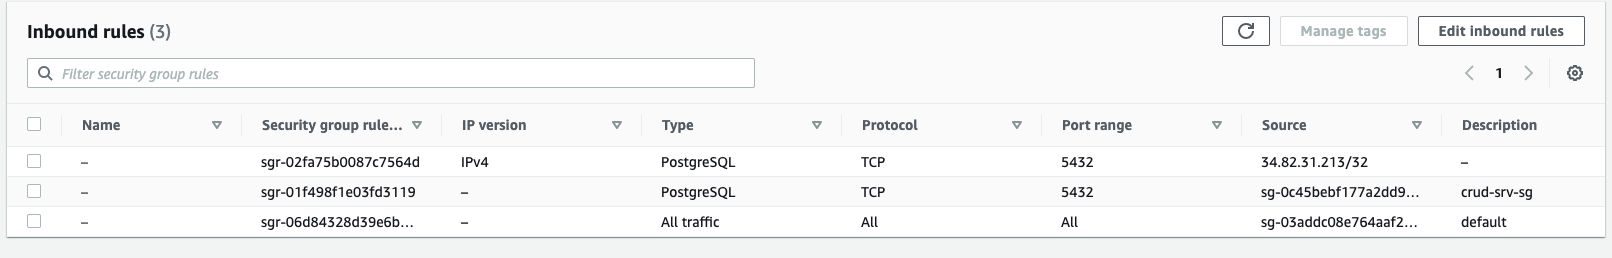 Inbound rules (3)
Manage tags
Edit inbound rules
Filter security group rules
1
Name Security group rule... IP version Type Protocol Port range Source Description
– sgr-02fa75b0087c7564d IPv4 PostgreSQL TCP 5432 34.82.31.213/32 –
– sgr-01f498f1e03fd3119 – PostgreSQL TCP 5432 sg-0c45bebf177a2dd9... crud-srv-sg
– sgr-06d84328d39e6b... – All traffic All All sg-03addc08e764aaf2... default